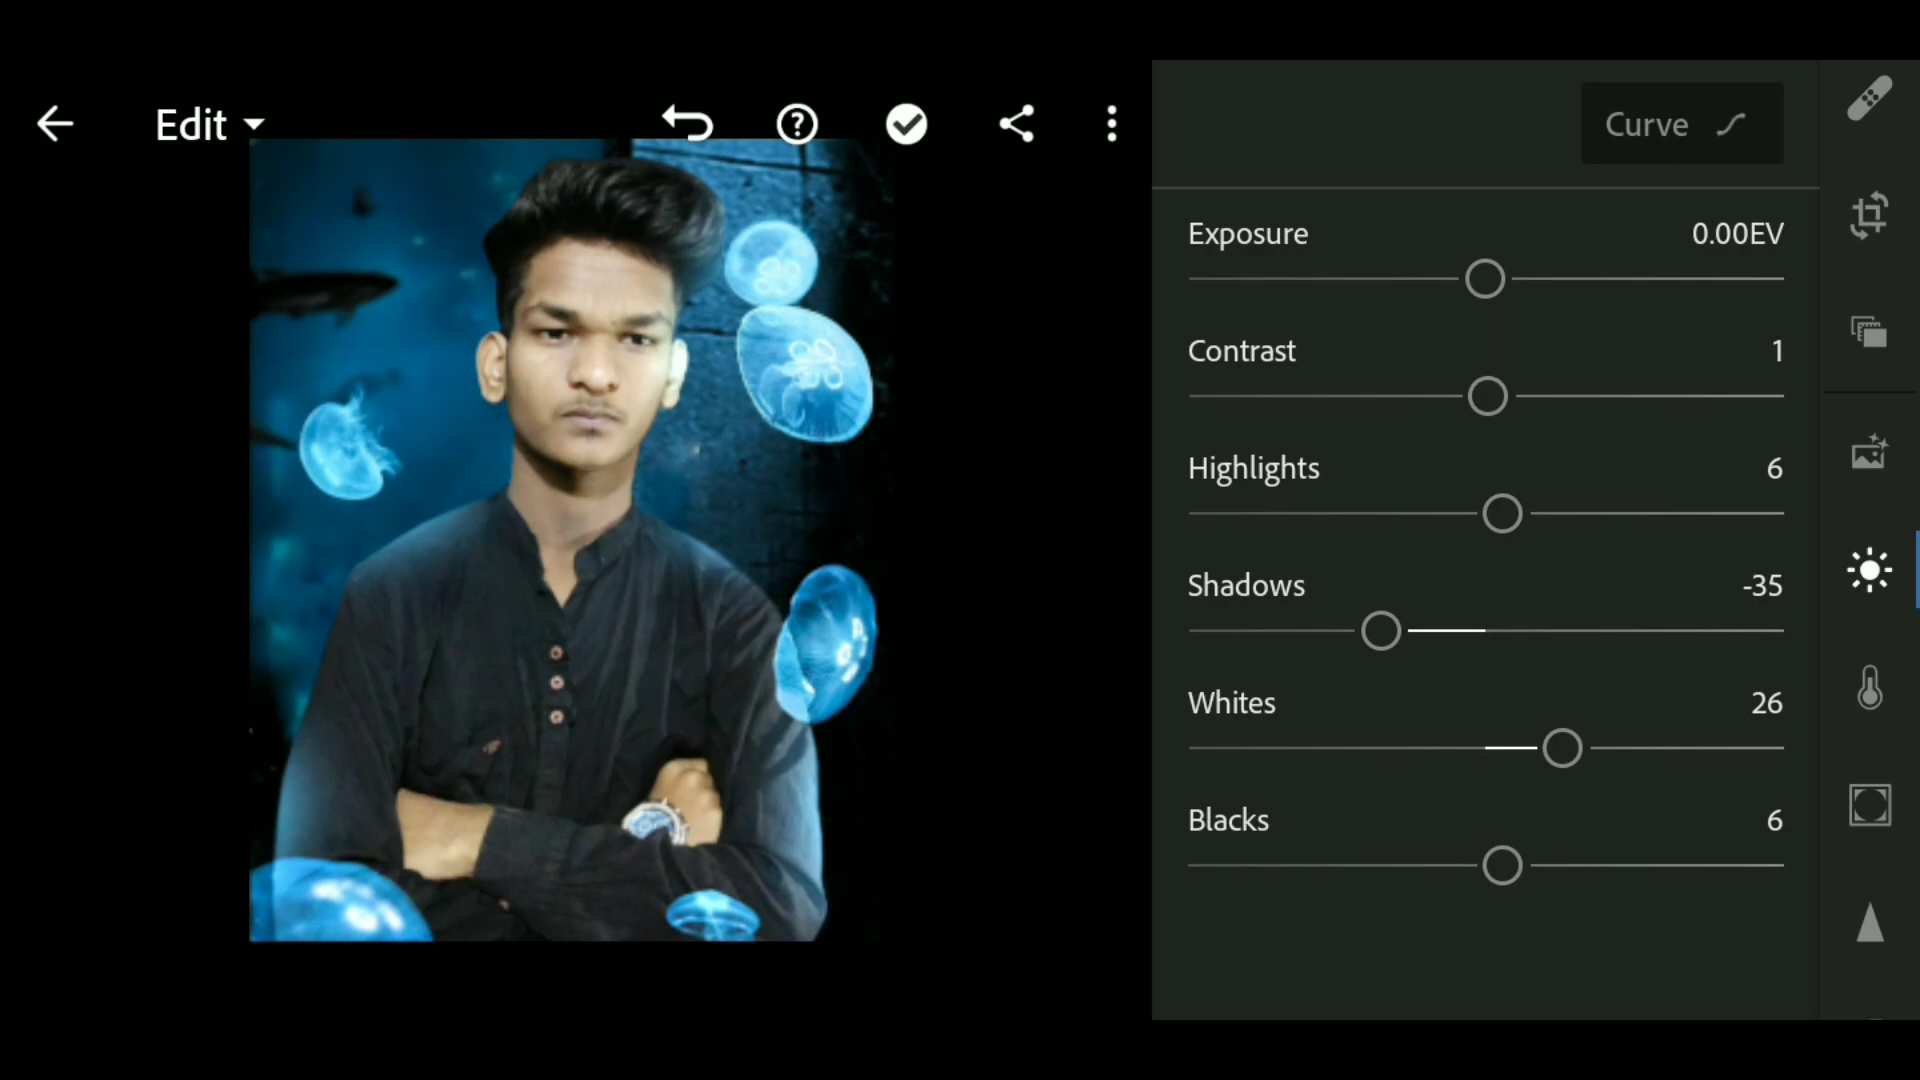 Edit
Curve
Exposure 0.00EV
Contrast 1
Highlights 6
Shadows -35
Whites 26
Blacks 6